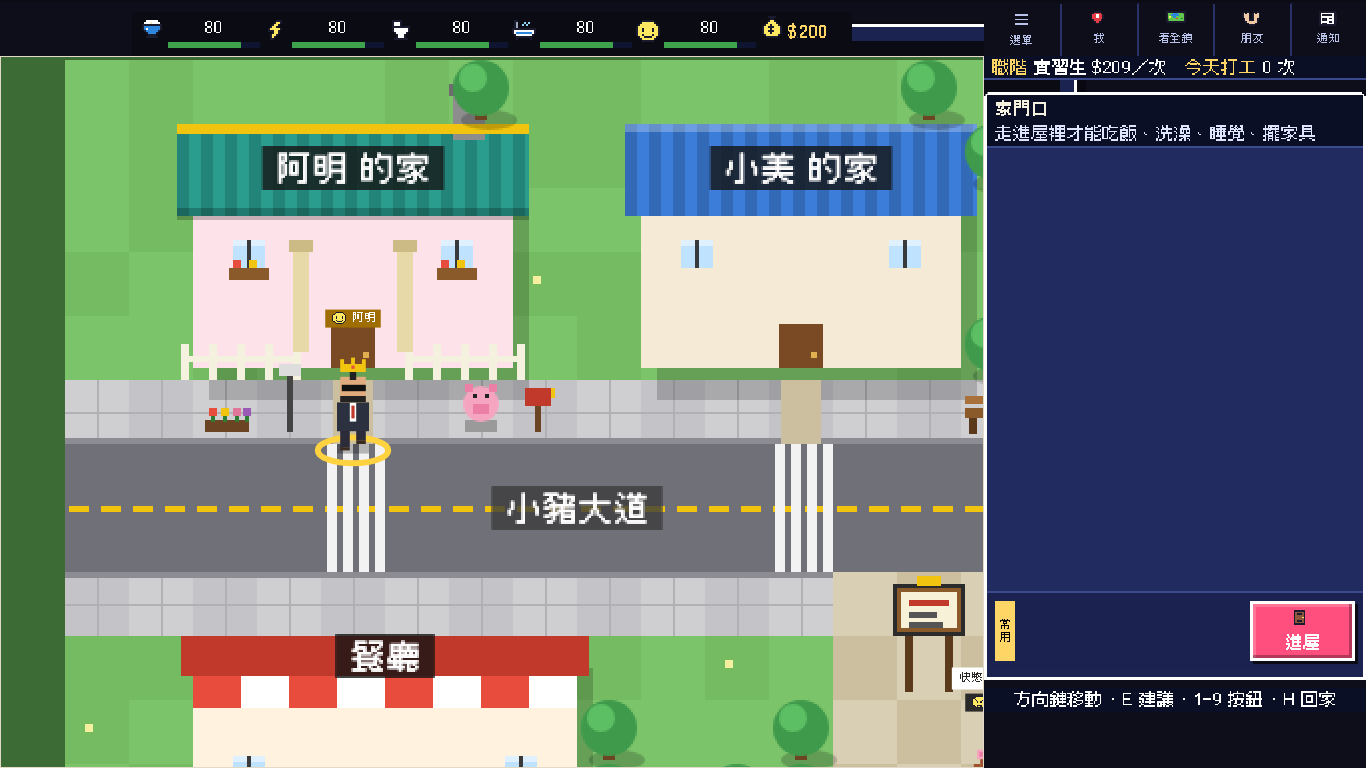 80 80 80 80 80 $200
選單 我 看全鎮 朋友 通知
職階 實習生 $209／次 今天打工 0 次
家門口
走進屋裡才能吃飯、洗澡、睡覺、擺家具
阿明 的家
小美 的家
阿明
小豬大道
餐廳
常用
進屋
方向鍵移動 · E 建議 · 1-9 按鈕 · H 回家